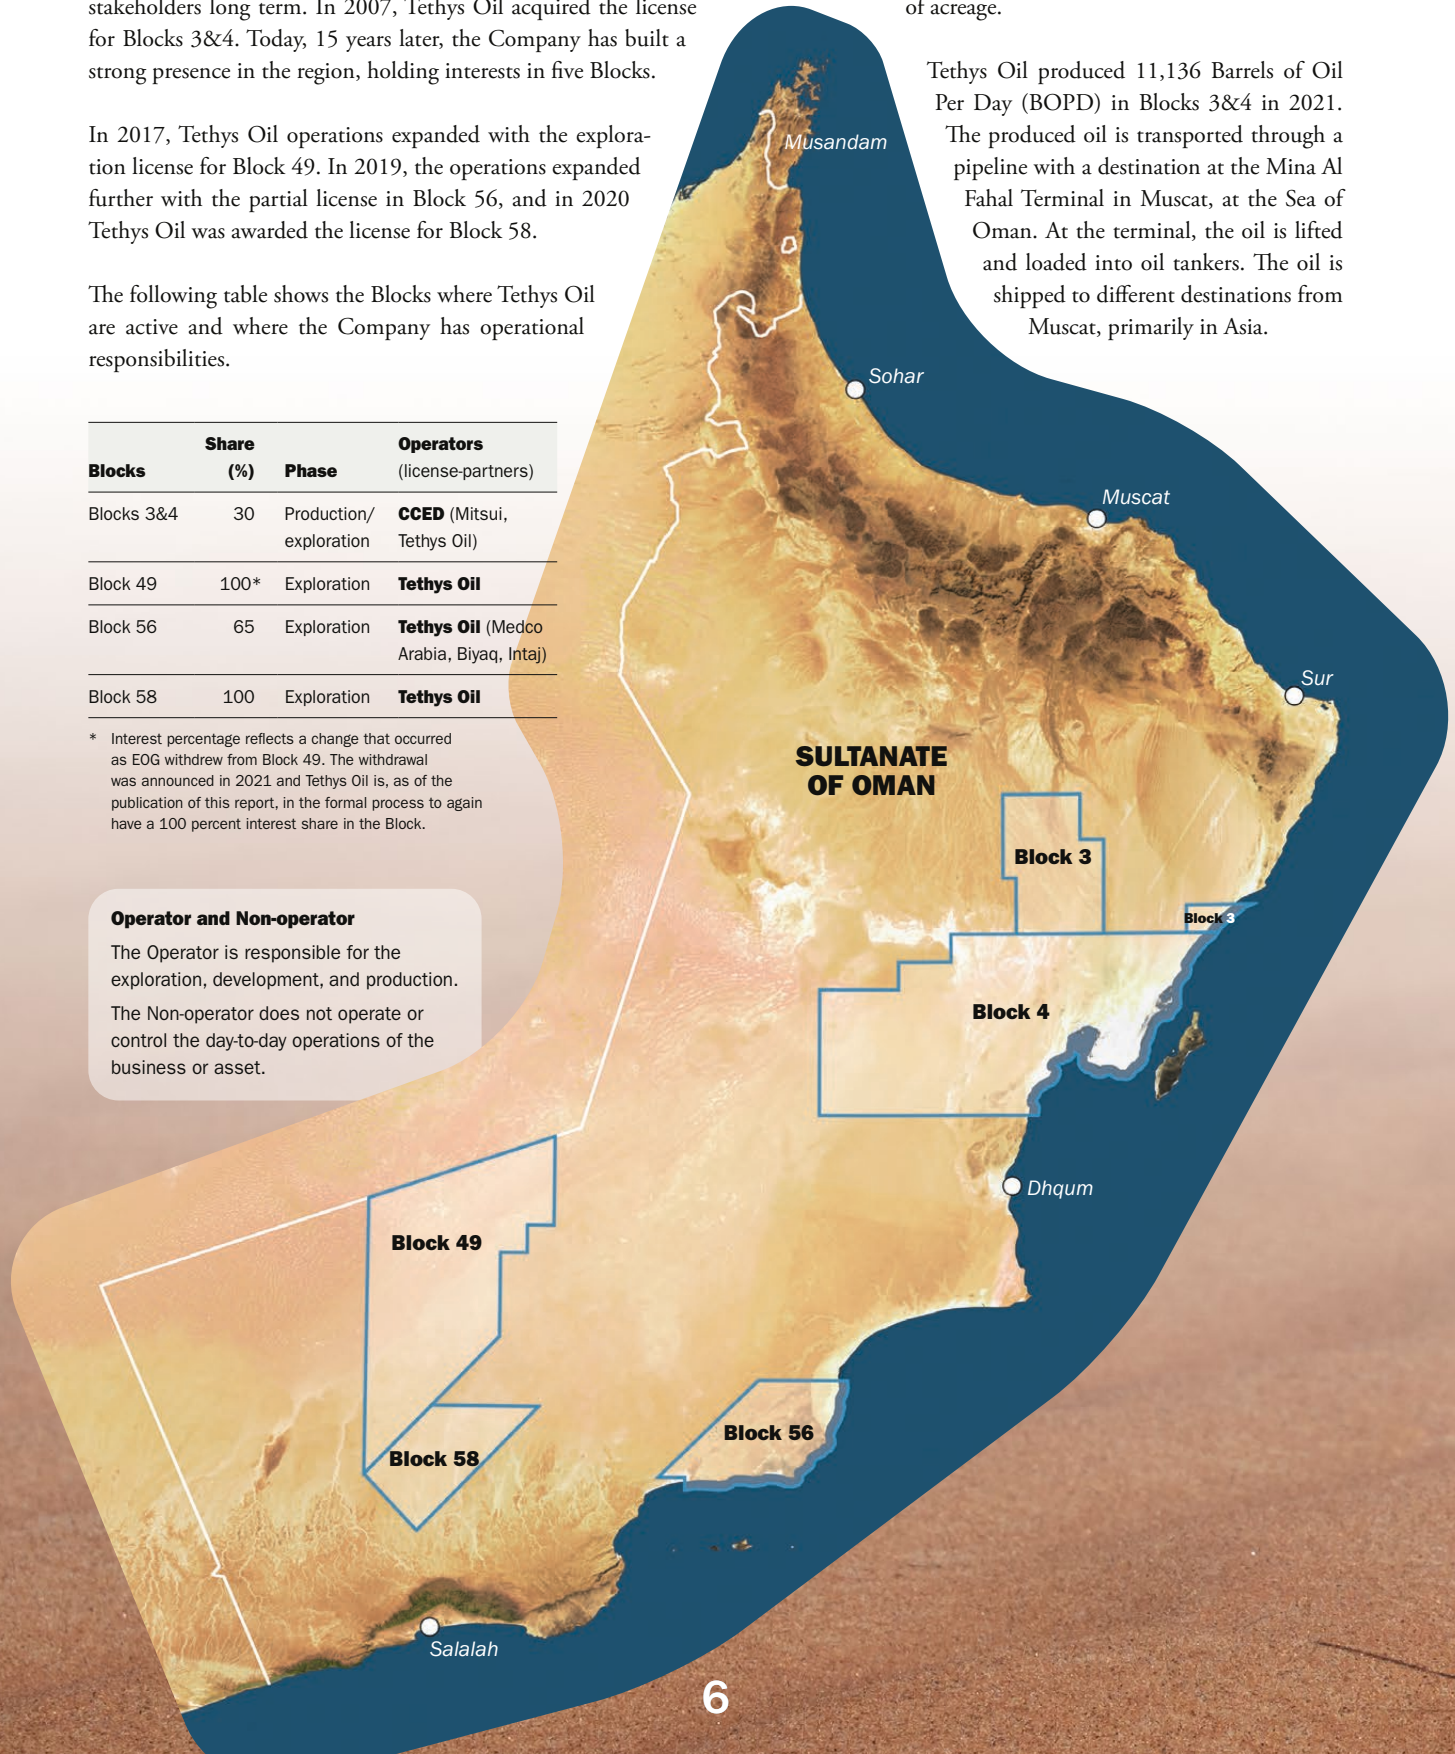 stakeholders long term. In 2007, Tethys Oil acquired the license
for Blocks 3&4. Today, 15 years later, the Company has built a
strong presence in the region, holding interests in five Blocks.
In 2017, Tethys Oil operations expanded with the explora-
tion license for Block 49. In 2019, the operations expanded
further with the partial license in Block 56, and in 2020
Tethys Oil was awarded the license for Block 58.
The following table shows the Blocks where Tethys Oil
are active and where the Company has operational
responsibilities.
Blocks Share (%) Phase Operators (license-partners)
Blocks 3&4 30 Production/ CCED (Mitsui,
exploration Tethys Oil)
Block 49 100* Exploration Tethys Oil
Block 56 65 Exploration Tethys Oil (Medco
Arabia, Biyaq, Intaj)
Block 58 100 Exploration Tethys Oil
* Interest percentage reflects a change that occurred
as EOG withdrew from Block 49. The withdrawal
was announced in 2021 and Tethys Oil is, as of the
publication of this report, in the formal process to again
have a 100 percent interest share in the Block.
Operator and Non-operator
The Operator is responsible for the
exploration, development, and production.
The Non-operator does not operate or
control the day-to-day operations of the
business or asset.
of acreage.
Tethys Oil produced 11,136 Barrels of Oil
Per Day (BOPD) in Blocks 3&4 in 2021.
The produced oil is transported through a
pipeline with a destination at the Mina Al
Fahal Terminal in Muscat, at the Sea of
Oman. At the terminal, the oil is lifted
and loaded into oil tankers. The oil is
shipped to different destinations from
Muscat, primarily in Asia.
Musandam
Sohar
Muscat
Sur
SULTANATE
OF OMAN
Block 3
Block 3
Block 4
Dhqum
Block 49
Block 56
Block 58
Salalah
6